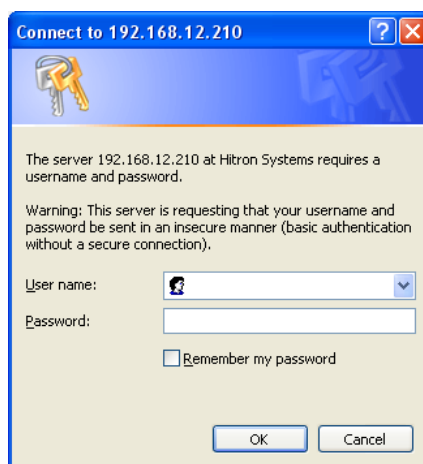 Connect to 192.168.12.210
The server 192.168.12.210 at Hitron Systems requires a
username and password.
Warning: This server is requesting that your username and
password be sent in an insecure manner (basic authentication
without a secure connection).
User name:
Password:
Remember my password
OK Cancel